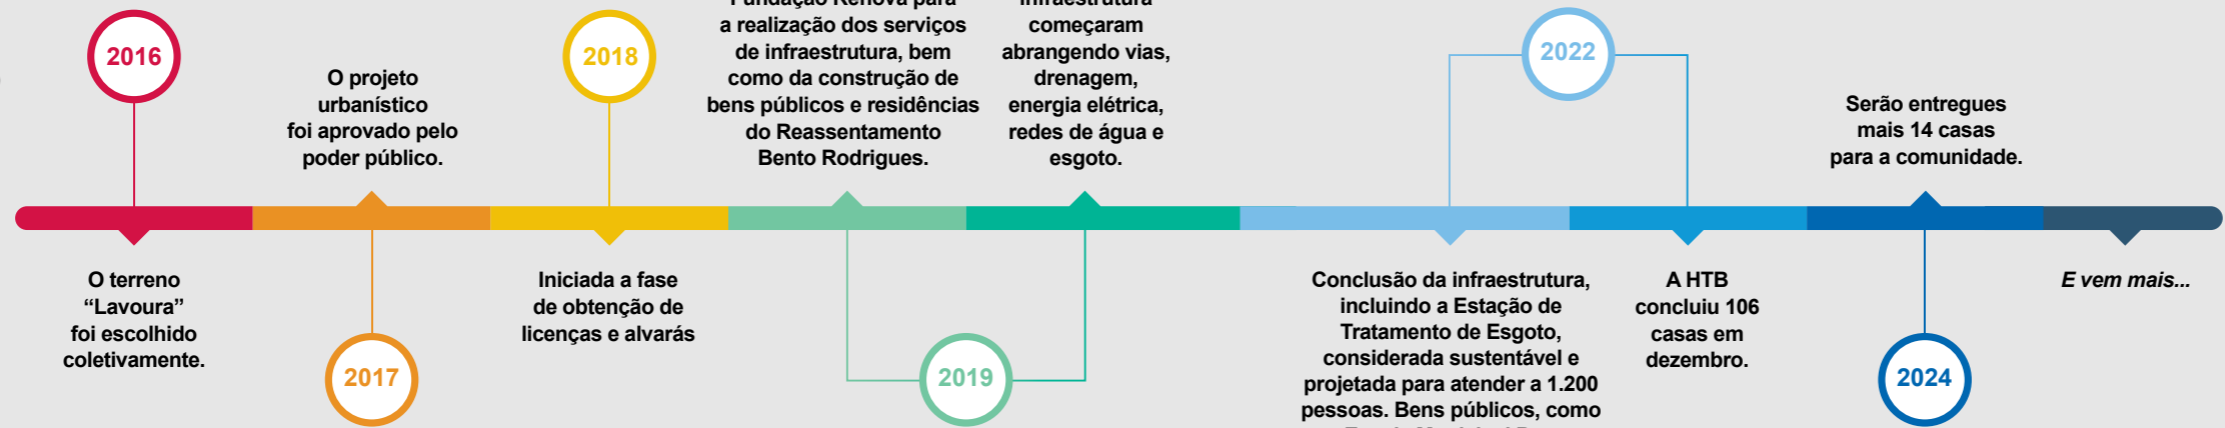 2016
O terreno
“Lavoura”
foi escolhido
coletivamente.
O projeto
urbanístico
foi aprovado pelo
poder público.
2017
2018
Iniciada a fase
de obtenção de
licenças e alvarás
Fundação Renova para
a realização dos serviços
de infraestrutura, bem
como da construção de
bens públicos e residências
do Reassentamento
Bento Rodrigues.
2019
infraestrutura
começaram
abrangendo vias,
drenagem,
energia elétrica,
redes de água e
esgoto.
2022
Conclusão da infraestrutura,
incluindo a Estação de
Tratamento de Esgoto,
considerada sustentável e
projetada para atender a 1.200
pessoas. Bens públicos, como
A HTB
concluiu 106
casas em
dezembro.
Serão entregues
mais 14 casas
para a comunidade.
2024
E vem mais...